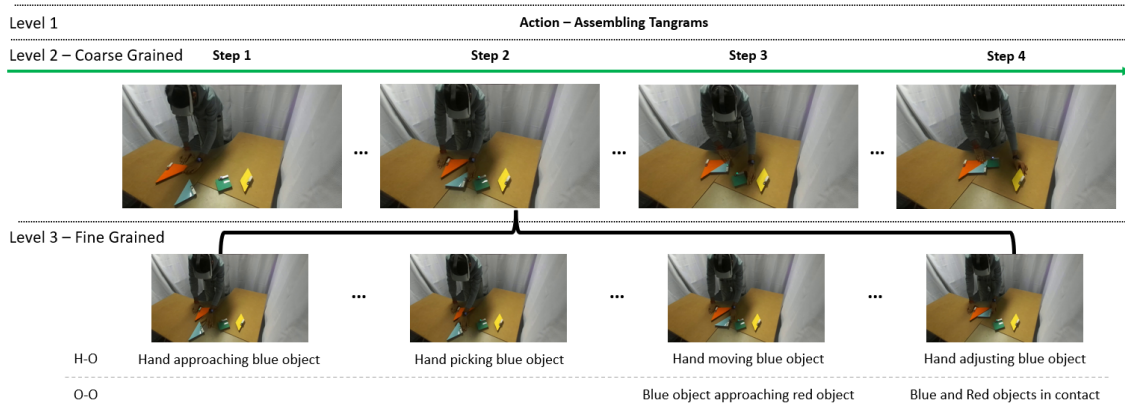 Level 1
Action – Assembling Tangrams
Level 2 – Coarse Grained
Step 1
Step 2
Step 3
Step 4
...
...
...
Level 3 – Fine Grained
...
...
...
H-O
Hand approaching blue object
Hand picking blue object
Hand moving blue object
Hand adjusting blue object
O-O
Blue object approaching red object
Blue and Red objects in contact